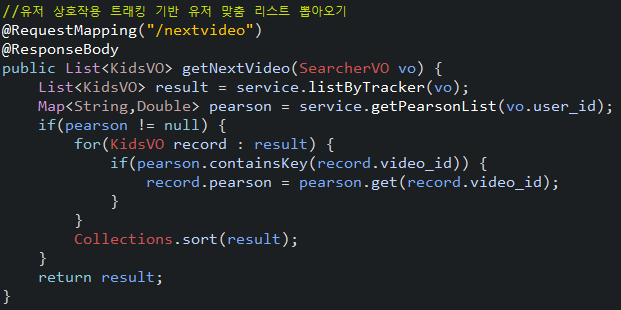 //유저 상호작용 트래킹 기반 유저 맞춤 리스트 뽑아오기
@RequestMapping("/nextvideo")
@ResponseBody
public List<KidsVO> getNextVideo(SearcherVO vo) {
    List<KidsVO> result = service.listByTracker(vo);
    Map<String,Double> pearson = service.getPearsonList(vo.user_id);
    if(pearson != null) {
        for(KidsVO record : result) {
            if(pearson.containsKey(record.video_id)) {
                record.pearson = pearson.get(record.video_id);
            }
        }
        Collections.sort(result);
    }
    return result;
}